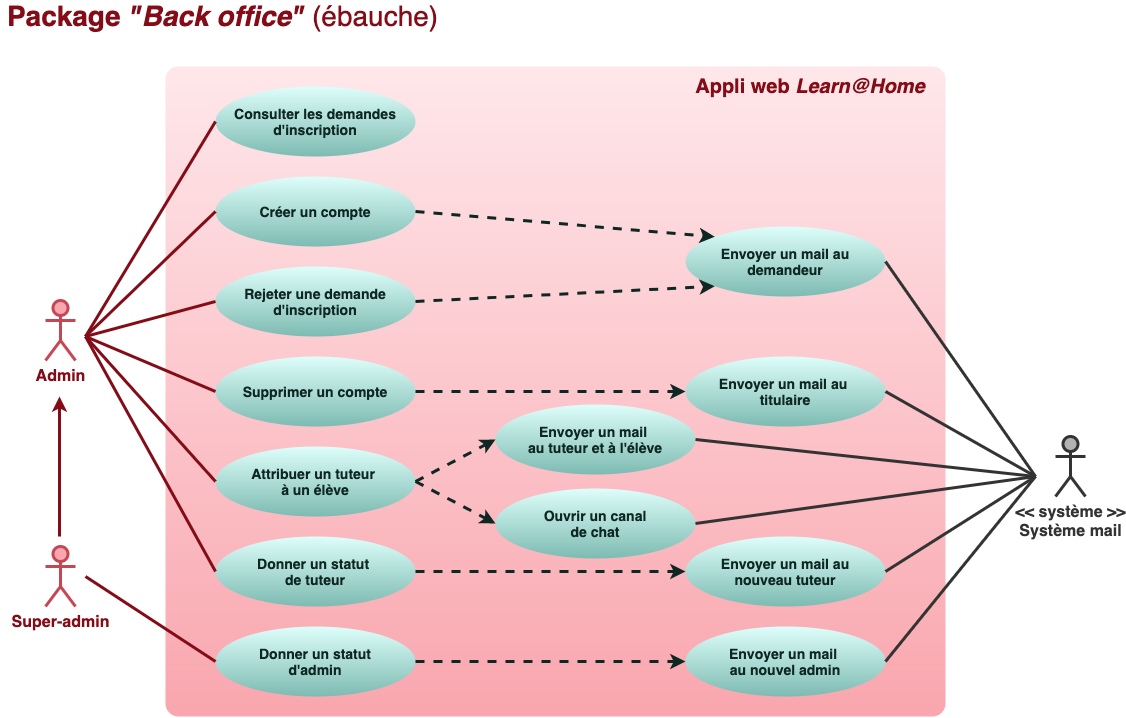 Package "Back office" (ébauche)
Appli web Learn@Home
Consulter les demandes
d'inscription
Créer un compte
Envoyer un mail au
demandeur
Rejeter une demande
d'inscription
Admin
Supprimer un compte
Envoyer un mail au
titulaire
Envoyer un mail
au tuteur et à l'élève
Attribuer un tuteur
à un élève
Ouvrir un canal
de chat
<< système >>
Système mail
Donner un statut
de tuteur
Envoyer un mail au
nouveau tuteur
Super-admin
Donner un statut
d'admin
Envoyer un mail
au nouvel admin